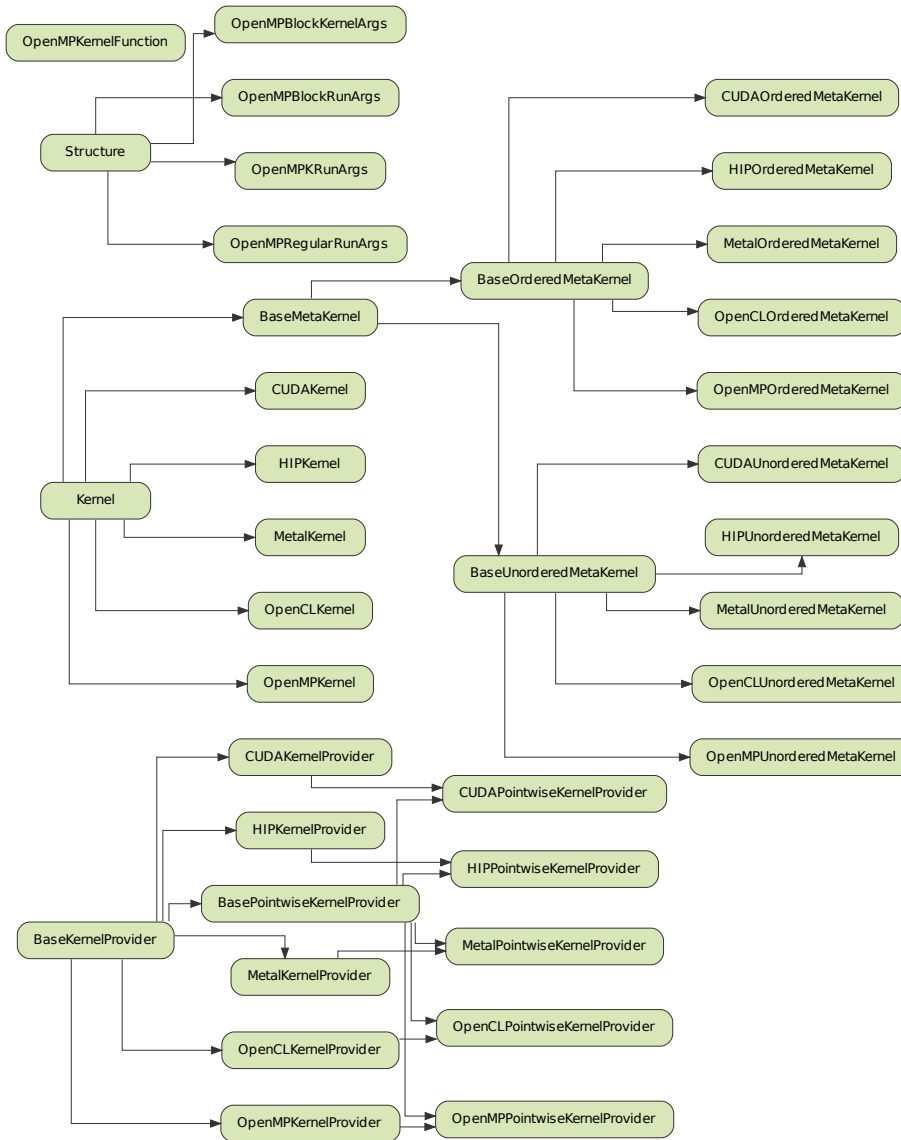 OpenMPBlockKernelArgs
OpenMPKernelFunction
OpenMPBlockRunArgs
CUDAOrderedMetaKernel
Structure
OpenMPKRunArgs
HIPOrderedMetaKernel
OpenMPRegularRunArgs
MetalOrderedMetaKernel
BaseOrderedMetaKernel
BaseMetaKernel
OpenCLOrderedMetaKernel
CUDAKernel
OpenMPOrderedMetaKernel
HIPKernel
CUDAUnorderedMetaKernel
Kernel
MetalKernel
HIPUnorderedMetaKernel
BaseUnorderedMetaKernel
OpenCLKernel
MetalUnorderedMetaKernel
OpenMPKernel
OpenCLUnorderedMetaKernel
CUDAKernelProvider
OpenMPUnorderedMetaKernel
CUDAPointwiseKernelProvider
HIPKernelProvider
HIPPointwiseKernelProvider
BasePointwiseKernelProvider
BaseKernelProvider
MetalPointwiseKernelProvider
MetalKernelProvider
OpenCLPointwiseKernelProvider
OpenCLKernelProvider
OpenMPPointwiseKernelProvider
OpenMPKernelProvider